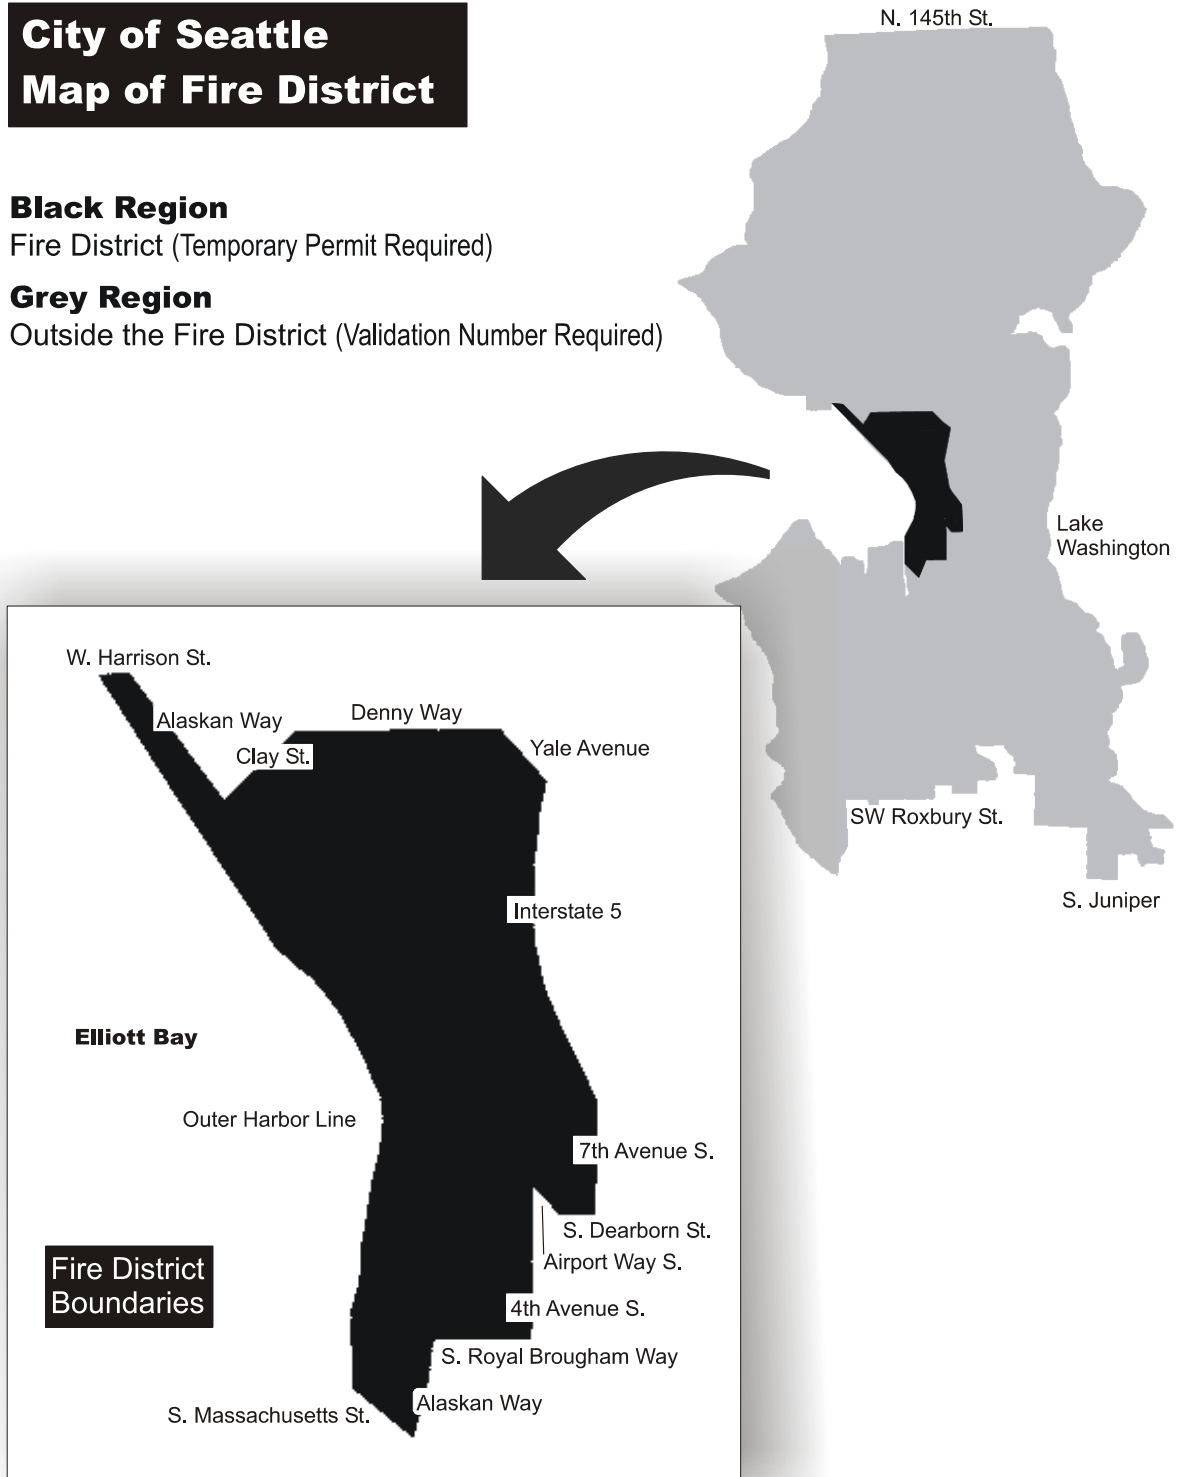 City of Seattle
Map of Fire District
N. 145th St.
Black Region
Fire District (Temporary Permit Required)
Grey Region
Outside the Fire District (Validation Number Required)
Lake
Washington
SW Roxbury St.
S. Juniper
W. Harrison St.
Alaskan Way
Denny Way
Clay St.
Yale Avenue
Interstate 5
Elliott Bay
Outer Harbor Line
7th Avenue S.
S. Dearborn St.
Airport Way S.
Fire District
Boundaries
4th Avenue S.
S. Royal Brougham Way
Alaskan Way
S. Massachusetts St.